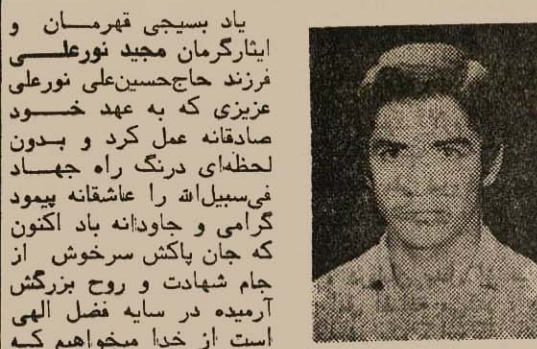 یاد بسیجی قهرمان و
ایثارگرمان مجید نورعلی
فرزند حاج‌حسین‌علی نورعلی
عزیزی که به عهد خود
صادقانه عمل کرد و بدون
لحظه‌ای درنگ راه جهاد
فی‌سبیل‌الله را عاشقانه پیمود
گرامی و جاودانه باد اکنون
که جان پاکش سرخوش از
جام شهادت و روح بزرگش
آرمیده در سایه فضل الهی
است از خدا میخواهیم که